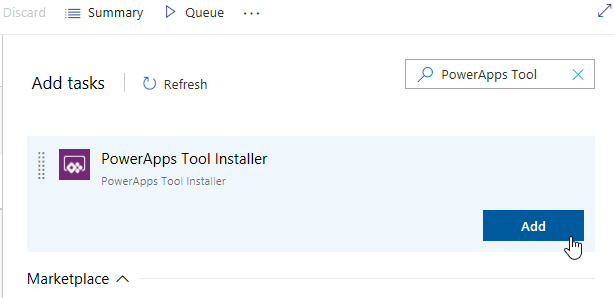 Discard Summary Queue ...
Add tasks Refresh PowerApps Tool
PowerApps Tool Installer
PowerApps Tool Installer
Add
Marketplace